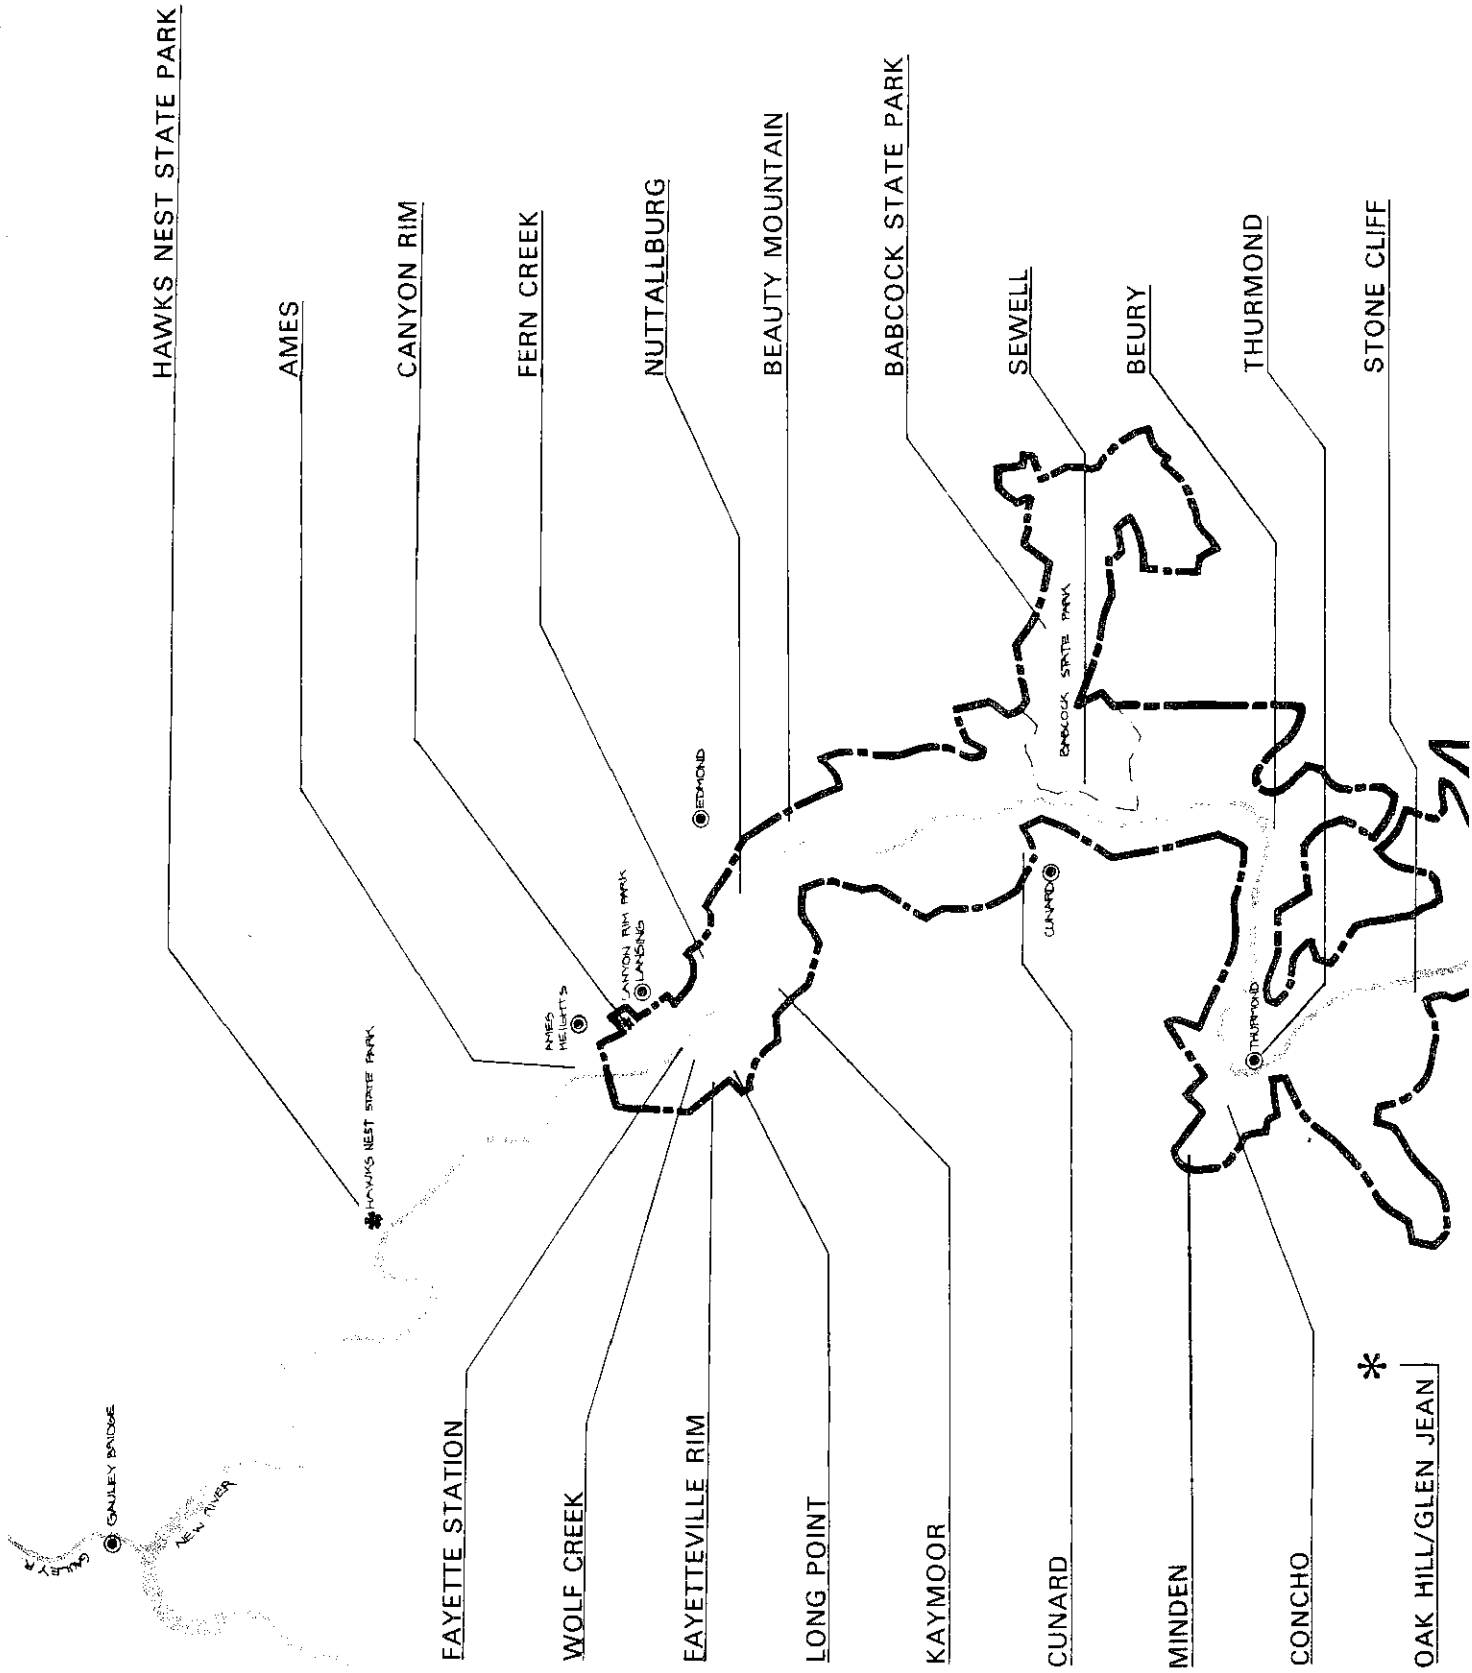 HAWKS NEST STATE PARK
AMES
CANYON RIM
FERN CREEK
NUTTALLBURG
BEAUTY MOUNTAIN
BABCOCK STATE PARK
SEWELL
BEURY
THURMOND
STONE CLIFF
EDMOND
BABCOCK STATE PARK
CANYON RIM PARK
LANSING
AMES
HEIGHTS
CUNARD
THURMOND
HAWKS NEST STATE PARK
GAULEY BRIDGE
GAULEY R.
NEW RIVER
FAYETTE STATION
WOLF CREEK
FAYETTEVILLE RIM
LONG POINT
KAYMOOR
CUNARD
MINDEN
CONCHO
*
OAK HILL/GLEN JEAN